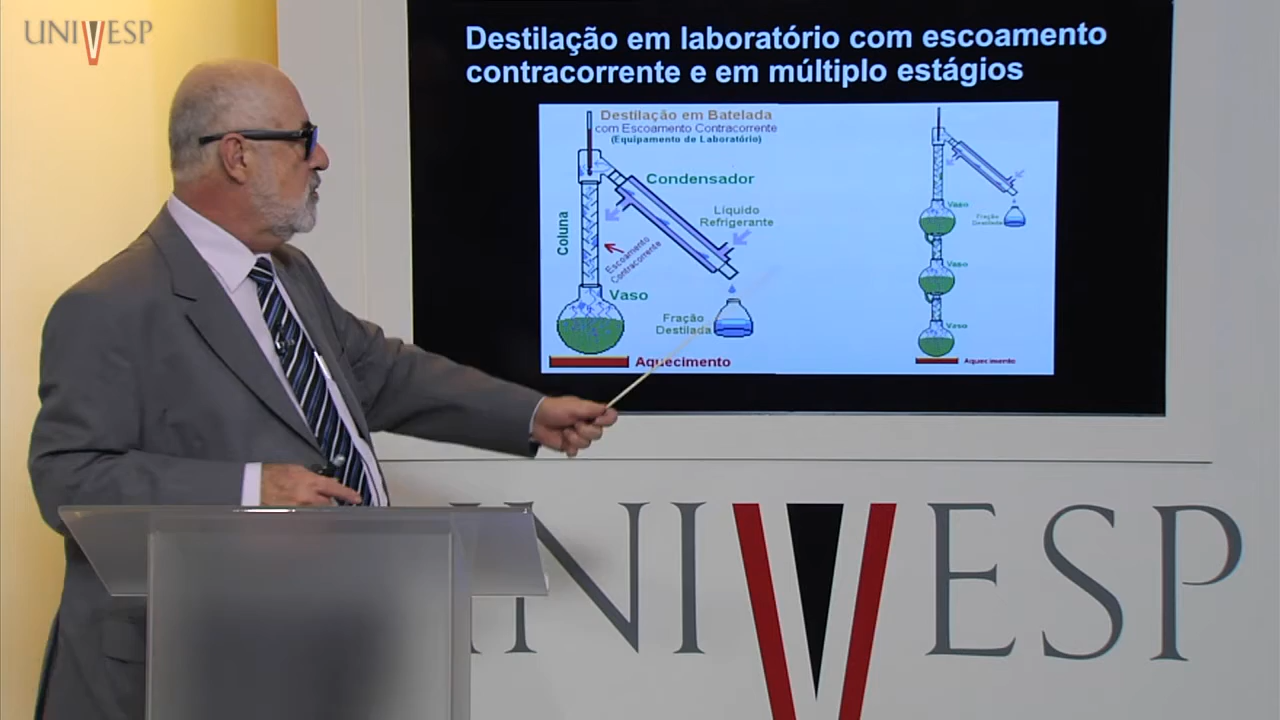 UNIVESP
Destilação em laboratório com escoamento
contracorrente e em múltiplo estágios
Destilação em Batelada
com Escoamento Contracorrente
(Equipamento de Laboratório)
Condensador
Líquido
Refrigerante
Coluna
Escoamento
Contracorrente
Vaso
Fração
Destilada
Aquecimento
Vaso
Fração
Destilada
Vaso
Vaso
Aquecimento
UNIVESP